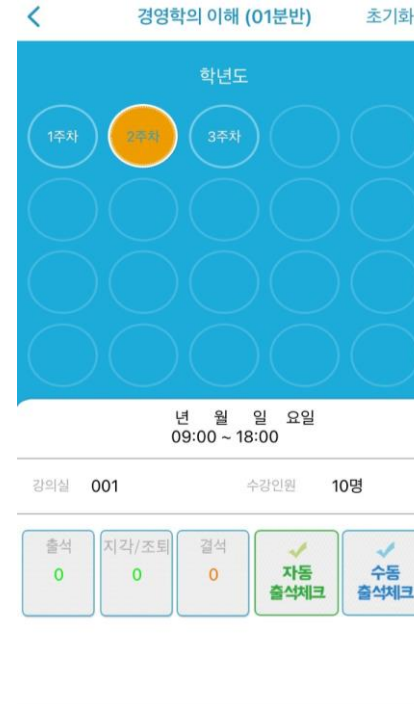 경영학의 이해 (01분반) 초기화
학년도
1주차 2주차 3주차
년 월 일 요일
09:00 ~ 18:00
강의실 001 수강인원 10명
출석 지각/조퇴 결석 자동 수동
0 0 0 출석체크 출석체크